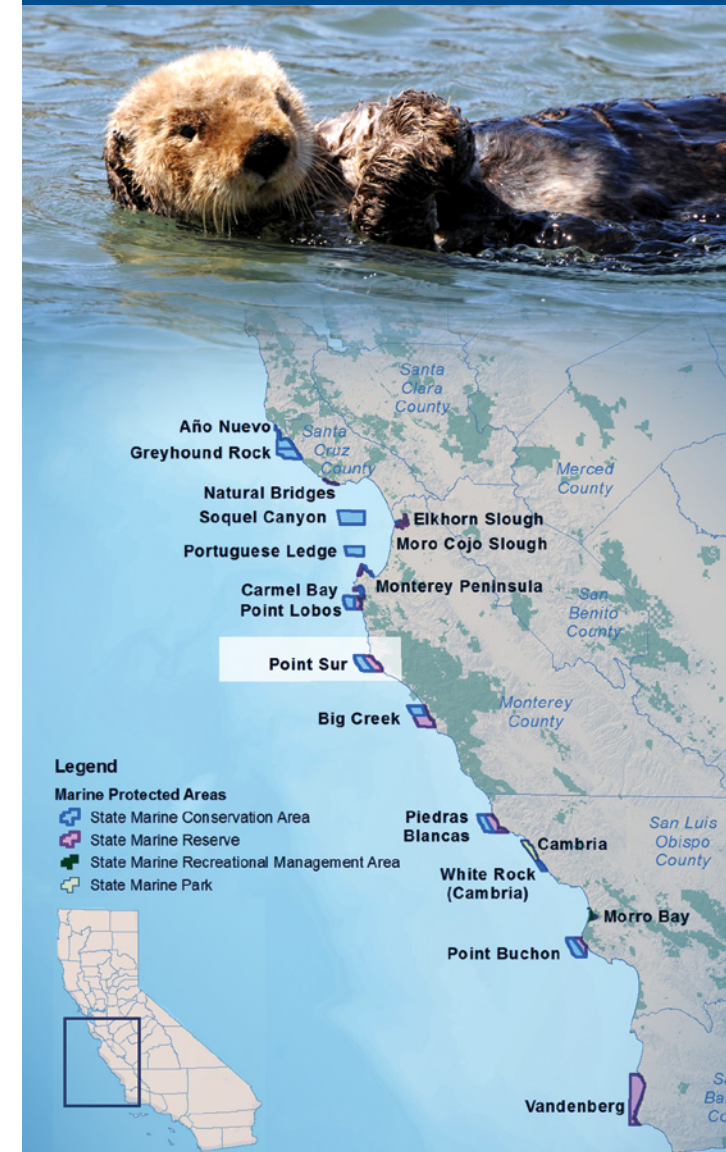 Santa
Clara
County
Año Nuevo
Santa
Cruz
County
Greyhound Rock
Merced
County
Natural Bridges
Soquel Canyon
Elkhorn Slough
Moro Cojo Slough
Portuguese Ledge
Monterey Peninsula
Carmel Bay
Point Lobos
San
Benito
County
Point Sur
Monterey
County
Big Creek
Legend
Marine Protected Areas
State Marine Conservation Area
State Marine Reserve
State Marine Recreational Management Area
State Marine Park
Piedras
Blancas
San Luis
Obispo
County
Cambria
White Rock
(Cambria)
Morro Bay
Point Buchon
Vandenberg